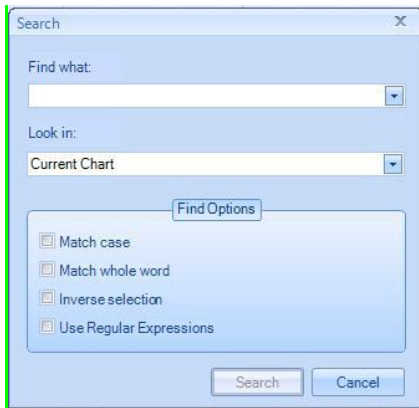 Search
Find what:
Look in:
Current Chart
Find Options
Match case
Match whole word
Inverse selection
Use Regular Expressions
Search Cancel